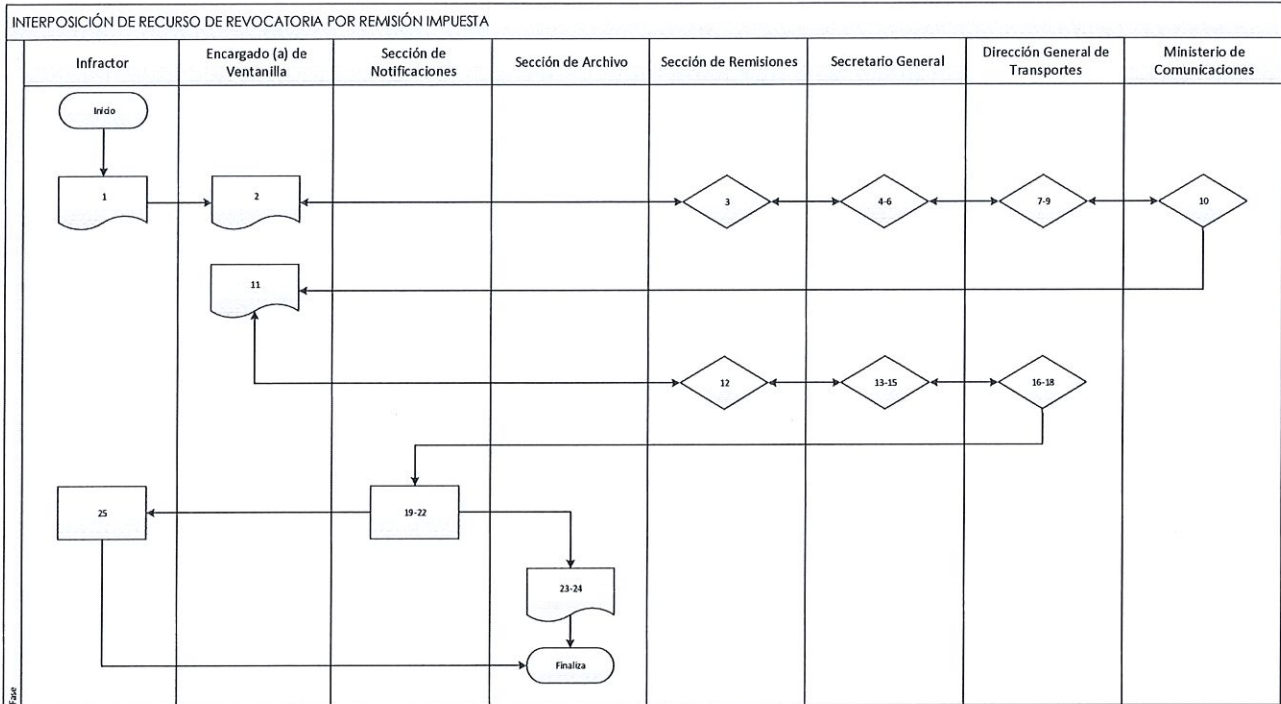 INTERPOSICIÓN DE RECURSO DE REVOCATORIA POR REMISIÓN IMPUESTA
Infractor
Encargado (a) de
Ventanilla
Sección de
Notificaciones
Sección de Archivo
Sección de Remisiones
Secretario General
Dirección General de
Transportes
Ministerio de
Comunicaciones
Inicio
1
2
3
4-6
7-9
10
11
12
13-15
16-18
25
19-22
23-24
Finaliza
Fase